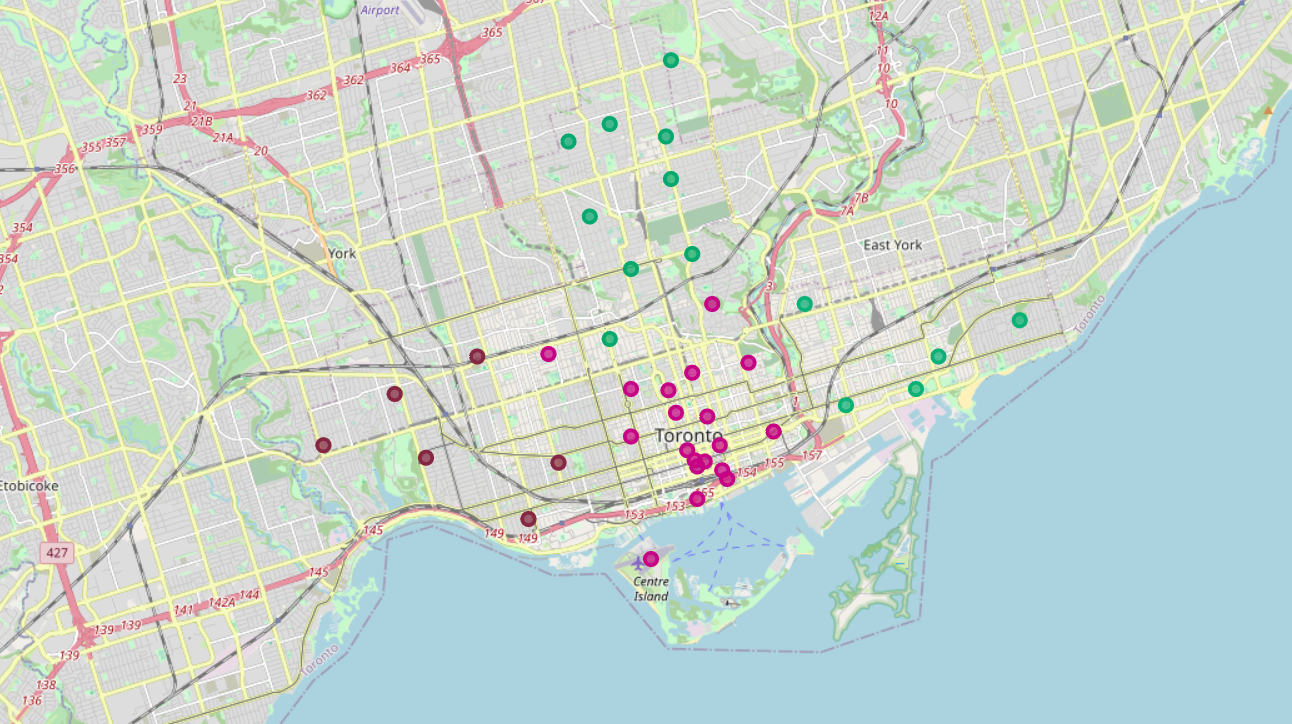 Airport
365
12A
365
364
11
10
362
23
362
10
21
21B
359
21A
355 357
20
356
7B
354
7A
York
East York
354
3
Toronto
1
Toronto
157
155
154
Etobicoke
155
153
153
145
149
149
427
Centre
Island
145
144
142A
141
139
139
139
Toronto
138
136